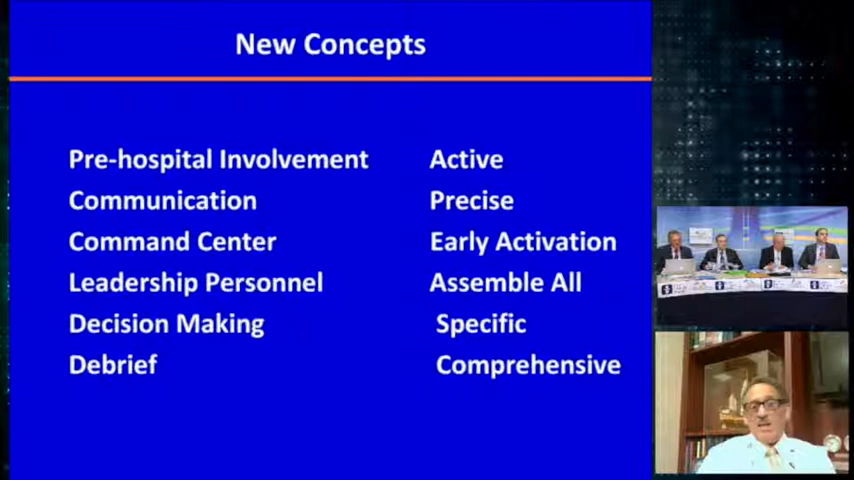 New Concepts
Pre-hospital Involvement Active
Communication Precise
Command Center Early Activation
Leadership Personnel Assemble All
Decision Making Specific
Debrief Comprehensive